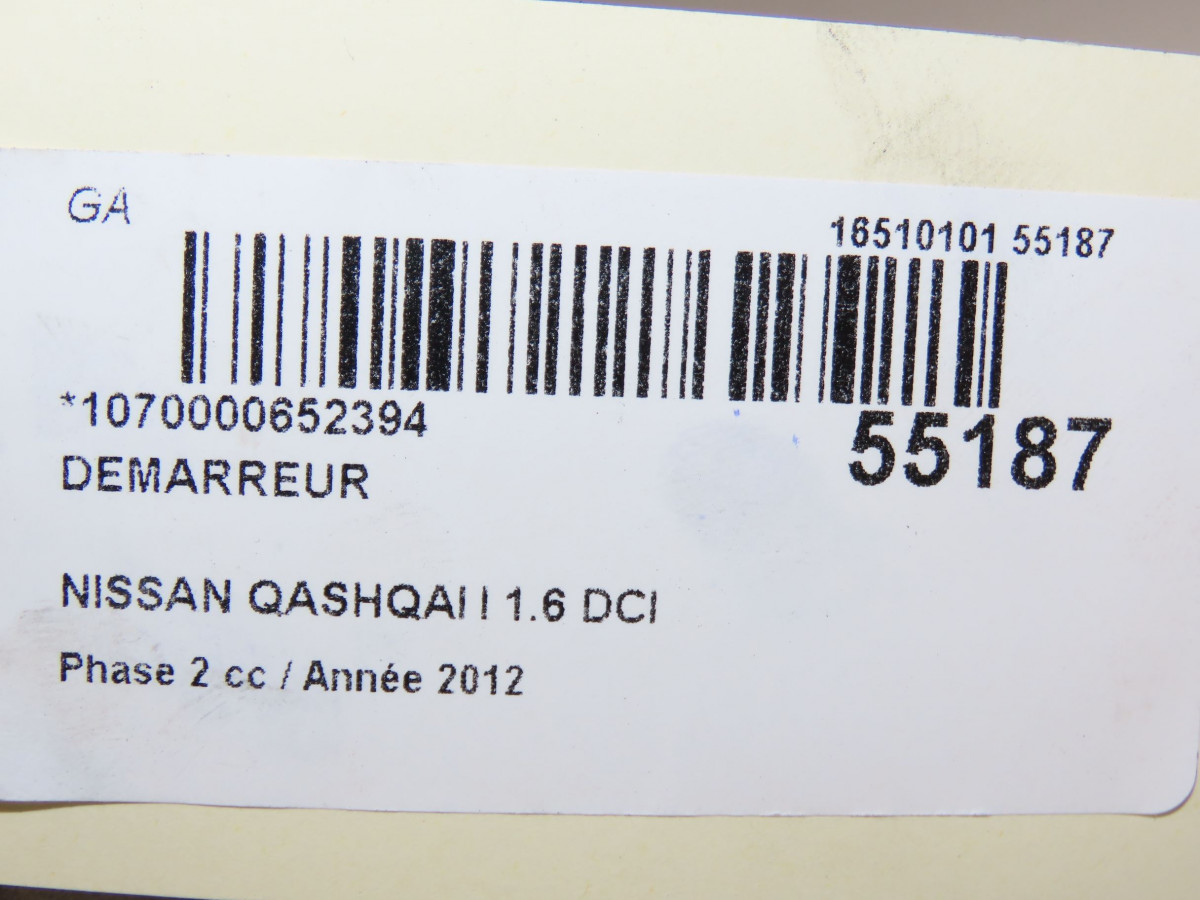 GA
16510101 55187
*1070000652394
55187
DEMARREUR
NISSAN QASHQAI I 1.6 DCI
Phase 2 cc / Année 2012